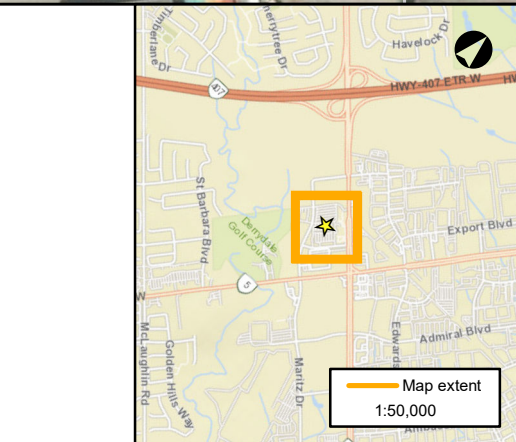 Timberlane
Dr
Cherrytree Dr
Havelock Dr
407
HWY-407 ETR W
St Barbara Blvd
Derrydale
Golf Course
Export Blvd
5
W
McLaughlin Rd
Golden Hills Way
Maritz Dr
Edwards
Admiral Blvd
Map extent
1:50,000